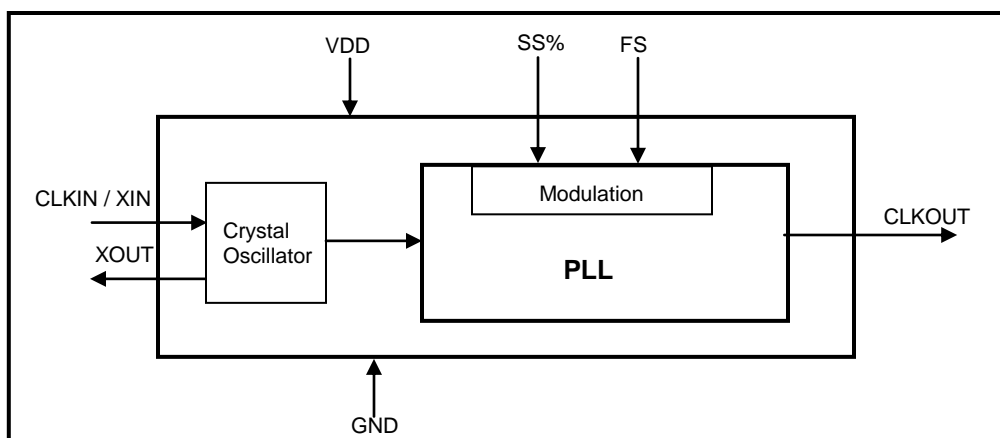 VDD
SS%
FS
CLKIN / XIN
Crystal
Oscillator
Modulation
CLKOUT
XOUT
PLL
GND